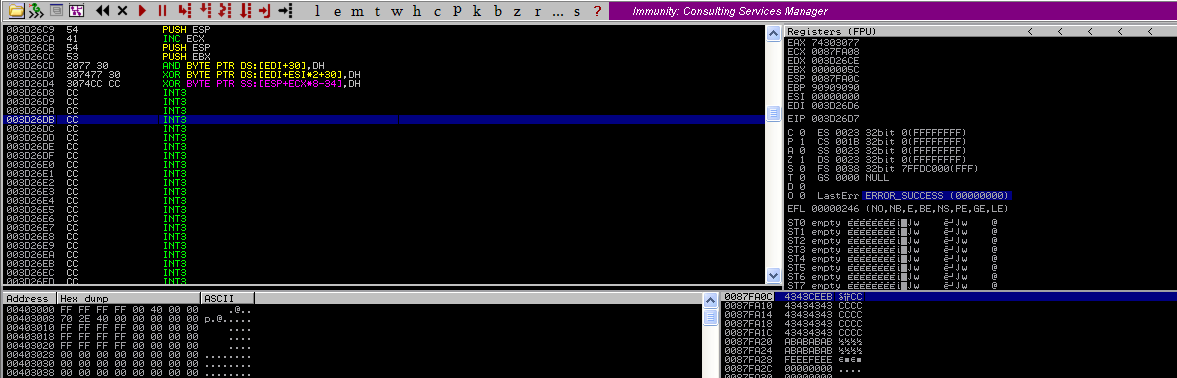 l e m t w h c p k b z r ... s ? Immunity: Consulting Services Manager
003D26C9 54 PUSH ESP
003D26CA 41 INC ECX
003D26CB 54 PUSH ESP
003D26CC 53 PUSH EBX
003D26CD 2077 30 AND BYTE PTR DS:[EDI+30],DH
003D26D0 307477 30 XOR BYTE PTR DS:[EDI+ESI*2+30],DH
003D26D4 3074CC CC XOR BYTE PTR SS:[ESP+ECX*8-34],DH
003D26D8 CC INT3
003D26D9 CC INT3
003D26DA CC INT3
003D26DB CC INT3
003D26DC CC INT3
003D26DD CC INT3
003D26DE CC INT3
003D26DF CC INT3
003D26E0 CC INT3
003D26E1 CC INT3
003D26E2 CC INT3
003D26E3 CC INT3
003D26E4 CC INT3
003D26E5 CC INT3
003D26E6 CC INT3
003D26E7 CC INT3
003D26E8 CC INT3
003D26E9 CC INT3
003D26EA CC INT3
003D26EB CC INT3
003D26EC CC INT3
003D26ED CC INT3
Registers (FPU) < < < < <
EAX 74303077
ECX 0087FA08
EDX 003D26CE
EBX 0000005C
ESP 0087FA0C
EBP 90909090
ESI 00000000
EDI 003D26D6
EIP 003D26D7
C 0 ES 0023 32bit 0(FFFFFFFF)
P 1 CS 001B 32bit 0(FFFFFFFF)
A 0 SS 0023 32bit 0(FFFFFFFF)
Z 1 DS 0023 32bit 0(FFFFFFFF)
S 0 FS 0038 32bit 7FFDC000(FFF)
T 0 GS 0000 NULL
D 0
O 0 LastErr ERROR_SUCCESS (00000000)
EFL 00000246 (NO,NB,E,BE,NS,PE,GE,LE)
ST0 empty
ST1 empty
ST2 empty
ST3 empty
ST4 empty
ST5 empty
ST6 empty
ST7 empty
Address Hex dump ASCII
00403000 FF FF FF FF 00 40 00 00 .@..
00403008 70 2E 40 00 00 00 00 00 p.@.....
00403010 FF FF FF FF 00 00 00 00 ....
00403018 FF FF FF FF 00 00 00 00 ....
00403020 FF FF FF FF 00 00 00 00 ....
00403028 00 00 00 00 00 00 00 00 ........
00403030 00 00 00 00 00 00 00 00 ........
00403038 00 00 00 00 00 00 00 00 ........
0087FA0C 4343CEEB
0087FA10 43434343 CCCC
0087FA14 43434343 CCCC
0087FA18 43434343 CCCC
0087FA1C 43434343 CCCC
0087FA20 ABABABAB ½½½½
0087FA24 ABABABAB ½½½½
0087FA28 FEEEFEEE
0087FA2C 00000000 ....